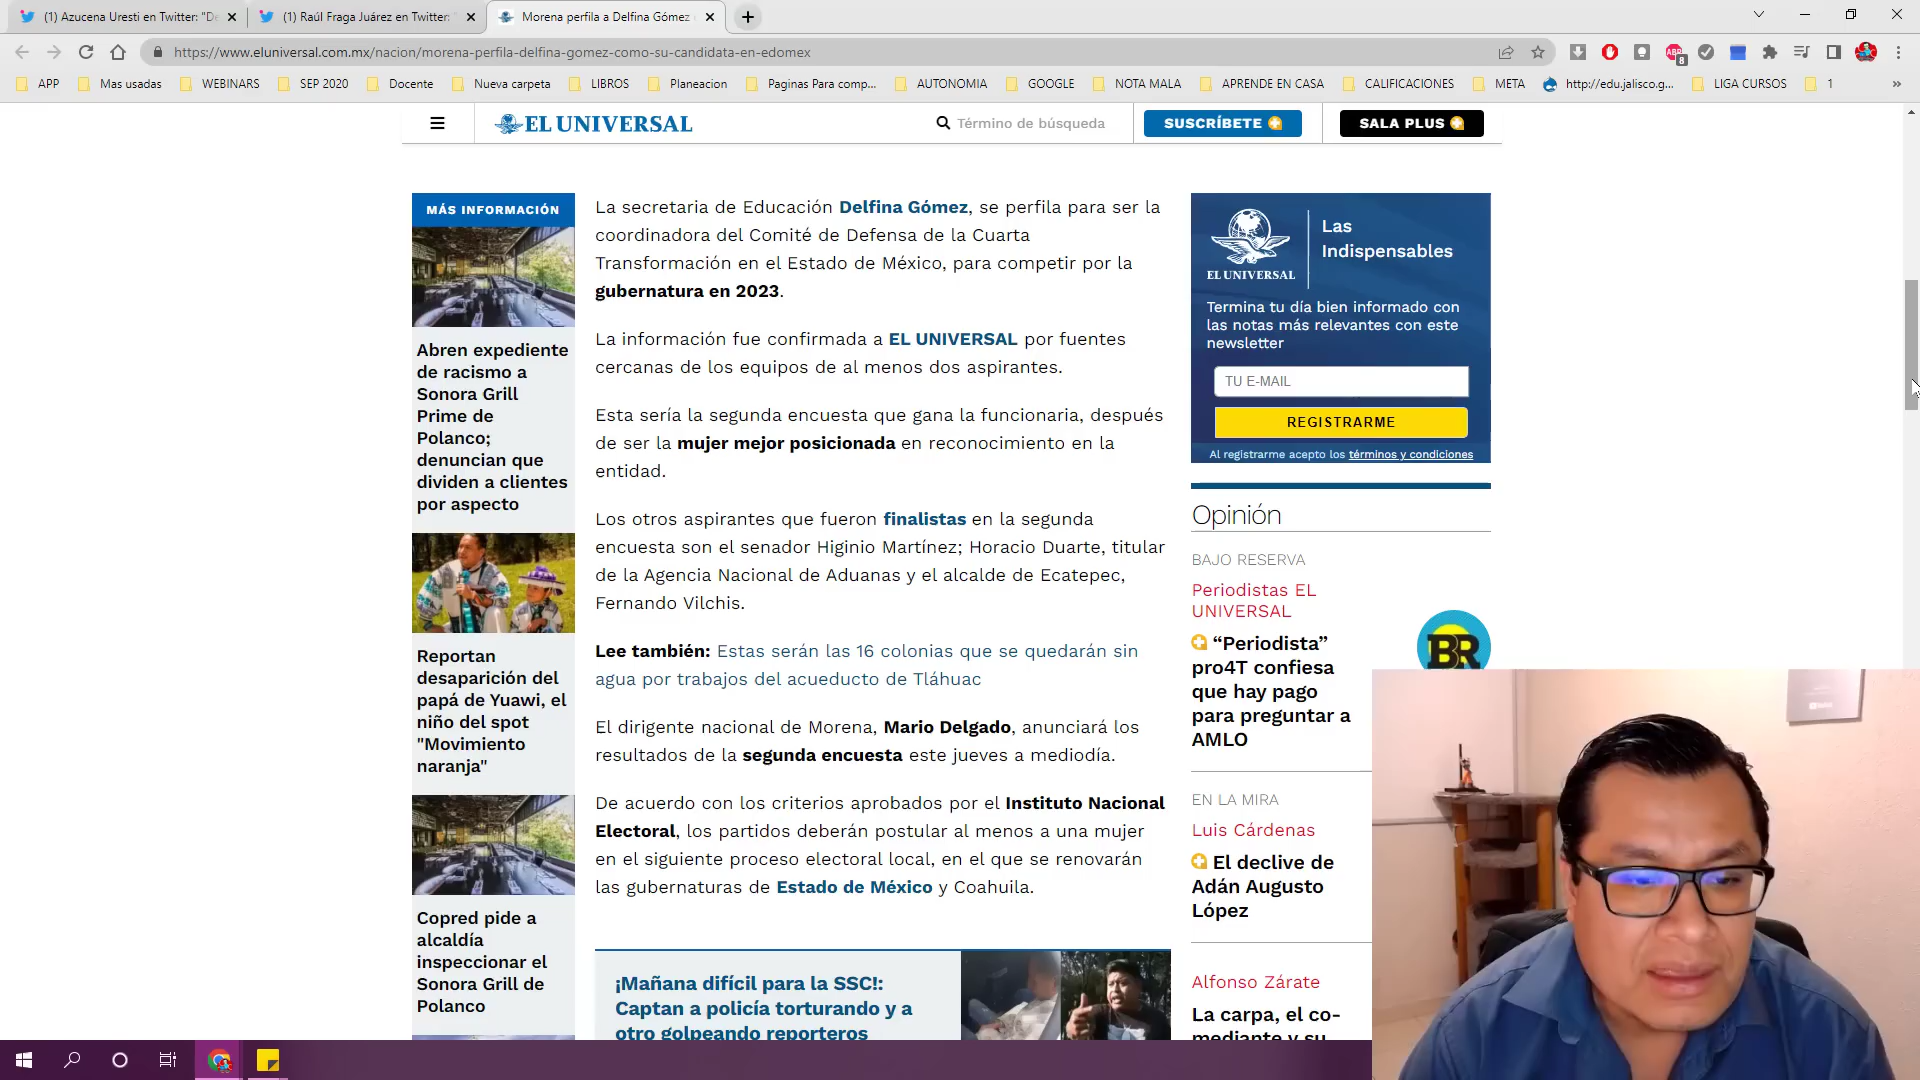 (1) Azucena Uresti en Twitter: "De
(1) Raúl Fraga Juárez en Twitter: "
Morena perfila a Delfina Gómez
https://www.eluniversal.com.mx/nacion/morena-perfila-delfina-gomez-como-su-candidata-en-edomex
ABP
8
APP
Mas usadas
WEBINARS
SEP 2020
Docente
Nueva carpeta
LIBROS
Planeacion
Paginas Para comp...
AUTONOMIA
GOOGLE
NOTA MALA
APRENDE EN CASA
CALIFICACIONES
META
http://edu.jalisco.g...
LIGA CURSOS
1
»
EL UNIVERSAL
Término de búsqueda
SUSCRÍBETE
SALA PLUS
MÁS INFORMACIÓN
Abren expediente
de racismo a
Sonora Grill
Prime de
Polanco;
denuncian que
dividen a clientes
por aspecto
Reportan
desaparición del
papá de Yuawi, el
niño del spot
"Movimiento
naranja"
Copred pide a
alcaldía
inspeccionar el
Sonora Grill de
Polanco
La secretaria de Educación Delfina Gómez, se perfila para ser la
coordinadora del Comité de Defensa de la Cuarta
Transformación en el Estado de México, para competir por la
gubernatura en 2023.
La información fue confirmada a EL UNIVERSAL por fuentes
cercanas de los equipos de al menos dos aspirantes.
Esta sería la segunda encuesta que gana la funcionaria, después
de ser la mujer mejor posicionada en reconocimiento en la
entidad.
Los otros aspirantes que fueron finalistas en la segunda
encuesta son el senador Higinio Martínez; Horacio Duarte, titular
de la Agencia Nacional de Aduanas y el alcalde de Ecatepec,
Fernando Vilchis.
Lee también: Estas serán las 16 colonias que se quedarán sin
agua por trabajos del acueducto de Tláhuac
El dirigente nacional de Morena, Mario Delgado, anunciará los
resultados de la segunda encuesta este jueves a mediodía.
De acuerdo con los criterios aprobados por el Instituto Nacional
Electoral, los partidos deberán postular al menos a una mujer
en el siguiente proceso electoral local, en el que se renovarán
las gubernaturas de Estado de México y Coahuila.
¡Mañana difícil para la SSC!:
Captan a policía torturando y a
otro golpeando reporteros
EL UNIVERSAL
Las
Indispensables
Termina tu día bien informado con
las notas más relevantes con este
newsletter
TU E-MAIL
REGISTRARME
Al registrarme acepto los términos y condiciones
Opinión
BAJO RESERVA
Periodistas EL
UNIVERSAL
“Periodista”
pro4T confiesa
que hay pago
para preguntar a
AMLO
BR
EN LA MIRA
Luis Cárdenas
El declive de
Adán Augusto
López
Alfonso Zárate
La carpa, el co-
mediante y su